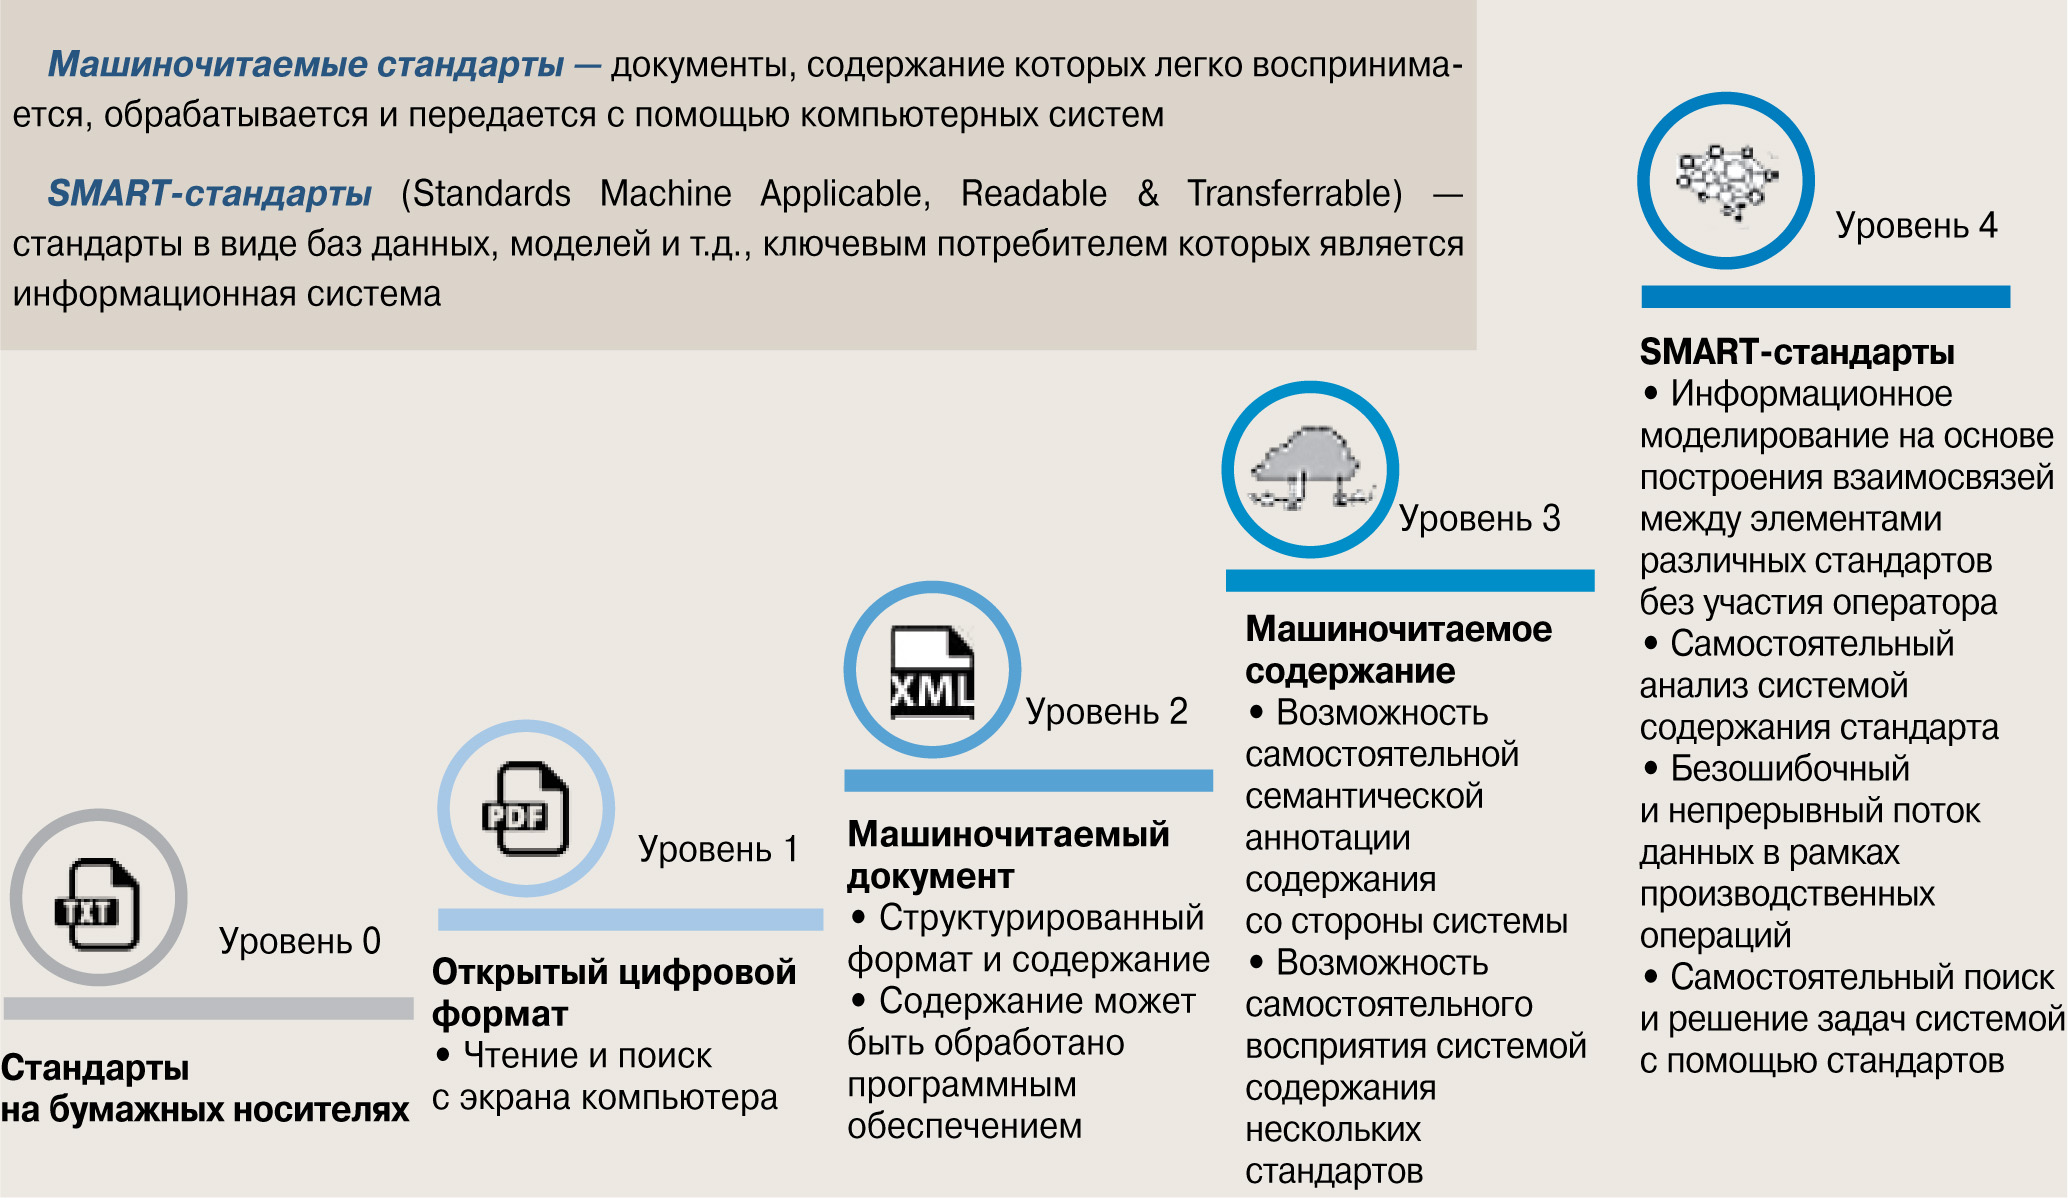 Машиночитаемые стандарты — документы, содержание которых легко воспринима-
ется, обрабатывается и передается с помощью компьютерных систем
SMART-стандарты (Standards Machine Applicable, Readable & Transferrable) —
стандарты в виде баз данных, моделей и т.д., ключевым потребителем которых является
информационная система
TXT
Уровень 0
Стандарты
на бумажных носителях
PDF
Уровень 1
Открытый цифровой
формат
• Чтение и поиск
с экрана компьютера
XML
Уровень 2
Машиночитаемый
документ
• Структурированный
формат и содержание
• Содержание может
быть обработано
программным
обеспечением
Уровень 3
Машиночитаемое
содержание
• Возможность
самостоятельной
семантической
аннотации
содержания
со стороны системы
• Возможность
самостоятельного
восприятия системой
содержания
нескольких
стандартов
Уровень 4
SMART-стандарты
• Информационное
моделирование на основе
построения взаимосвязей
между элементами
различных стандартов
без участия оператора
• Самостоятельный
анализ системой
содержания стандарта
• Безошибочный
и непрерывный поток
данных в рамках
производственных
операций
• Самостоятельный поиск
и решение задач системой
с помощью стандартов